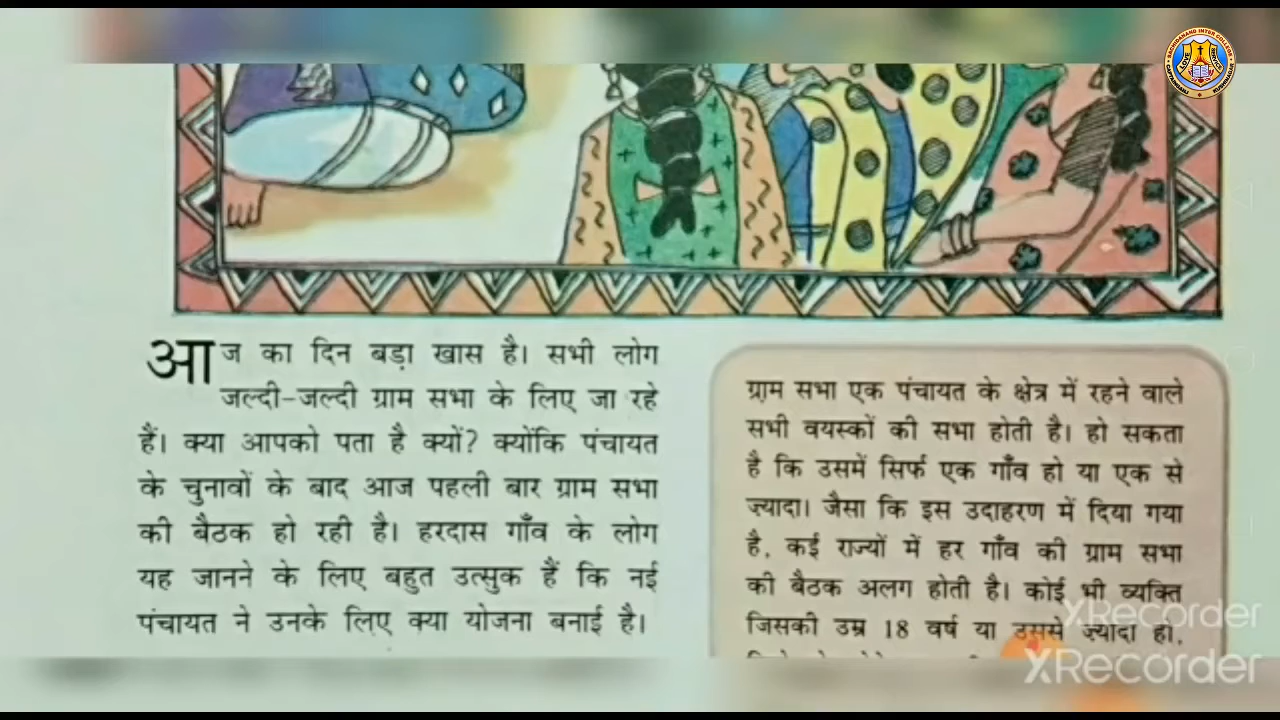 आज का दिन बड़ा खास है। सभी लोग
जल्दी-जल्दी ग्राम सभा के लिए जा रहे
हैं। क्या आपको पता है क्यों? क्योंकि पंचायत
के चुनावों के बाद आज पहली बार ग्राम सभा
की बैठक हो रही है। हरदास गाँव के लोग
यह जानने के लिए बहुत उत्सुक हैं कि नई
पंचायत ने उनके लिए क्या योजना बनाई है।
ग्राम सभा एक पंचायत के क्षेत्र में रहने वाले
सभी वयस्कों की सभा होती है। हो सकता
है कि उसमें सिर्फ एक गाँव हो या एक से
ज़्यादा। जैसा कि इस उदाहरण में दिया गया
है, कई राज्यों में हर गाँव की ग्राम सभा
की बैठक अलग होती है। कोई भी व्यक्ति
जिसकी उम्र 18 वर्ष या उससे ज़्यादा हो,
XRecorder
XRecorder